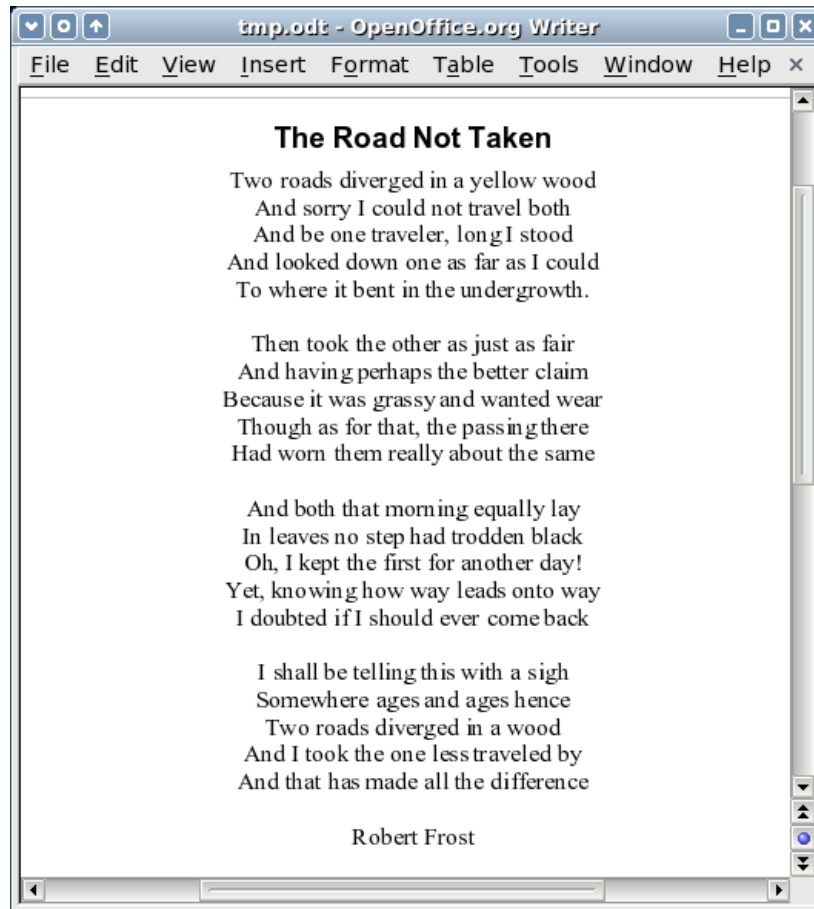 tmp.odt - OpenOffice.org Writer
File Edit View Insert Format Table Tools Window Help
The Road Not Taken
Two roads diverged in a yellow wood
And sorry I could not travel both
And be one traveler, long I stood
And looked down one as far as I could
To where it bent in the undergrowth.
Then took the other as just as fair
And having perhaps the better claim
Because it was grassy and wanted wear
Though as for that, the passing there
Had worn them really about the same
And both that morning equally lay
In leaves no step had trodden black
Oh, I kept the first for another day!
Yet, knowing how way leads onto way
I doubted if I should ever come back
I shall be telling this with a sigh
Somewhere ages and ages hence
Two roads diverged in a wood
And I took the one less traveled by
And that has made all the difference
Robert Frost